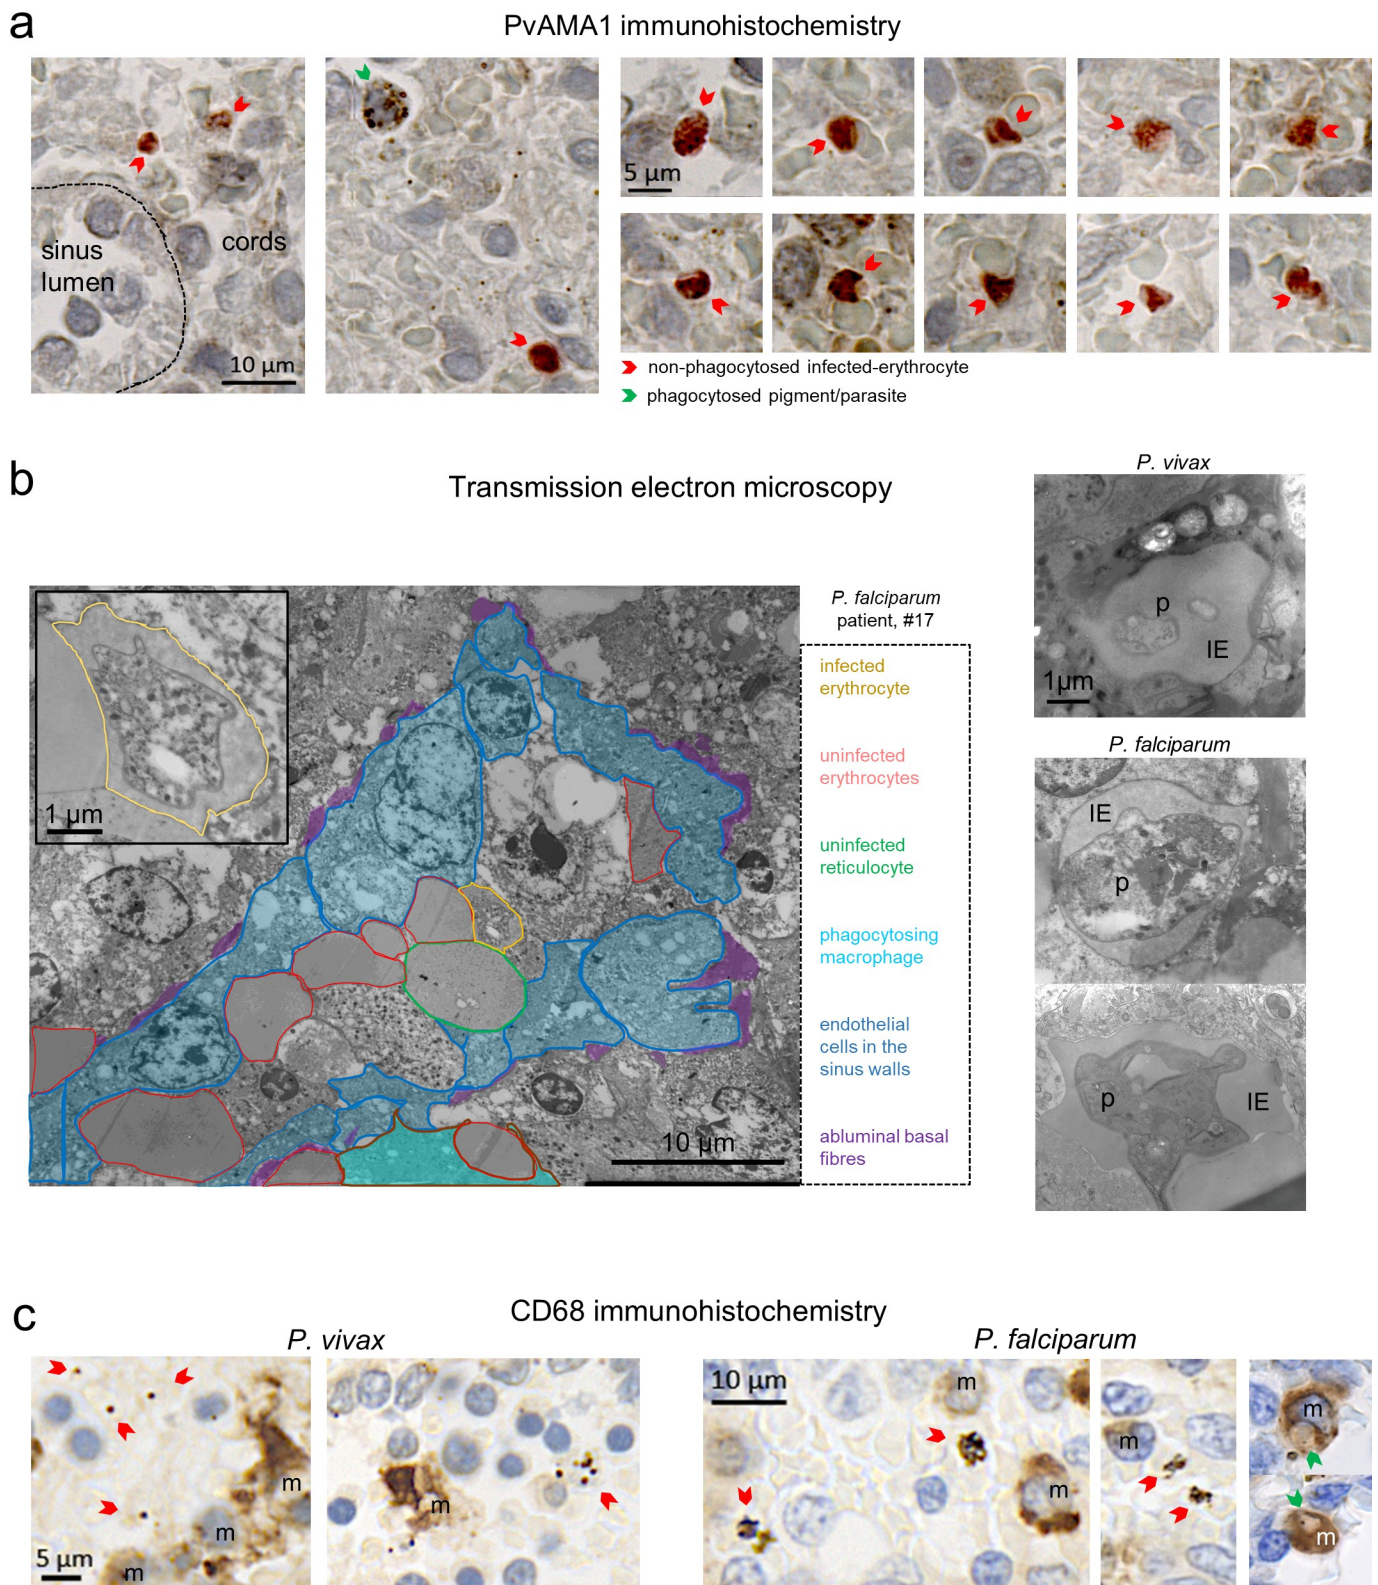 a
PvAMA1 immunohistochemistry
sinus
lumen
cords
10 µm
5 µm
non-phagocytosed infected-erythrocyte
phagocytosed pigment/parasite
b
Transmission electron microscopy
1 µm
10 µm
P. falciparum
patient, #17
infected
erythrocyte
uninfected
erythrocytes
uninfected
reticulocyte
phagocytosing
macrophage
endothelial
cells in the
sinus walls
abluminal basal
fibres
P. vivax
p
IE
1µm
P. falciparum
IE
p
p
IE
c
CD68 immunohistochemistry
P. vivax
P. falciparum
m
m
m
5 µm
m
10 µm
m
m
m
m
m